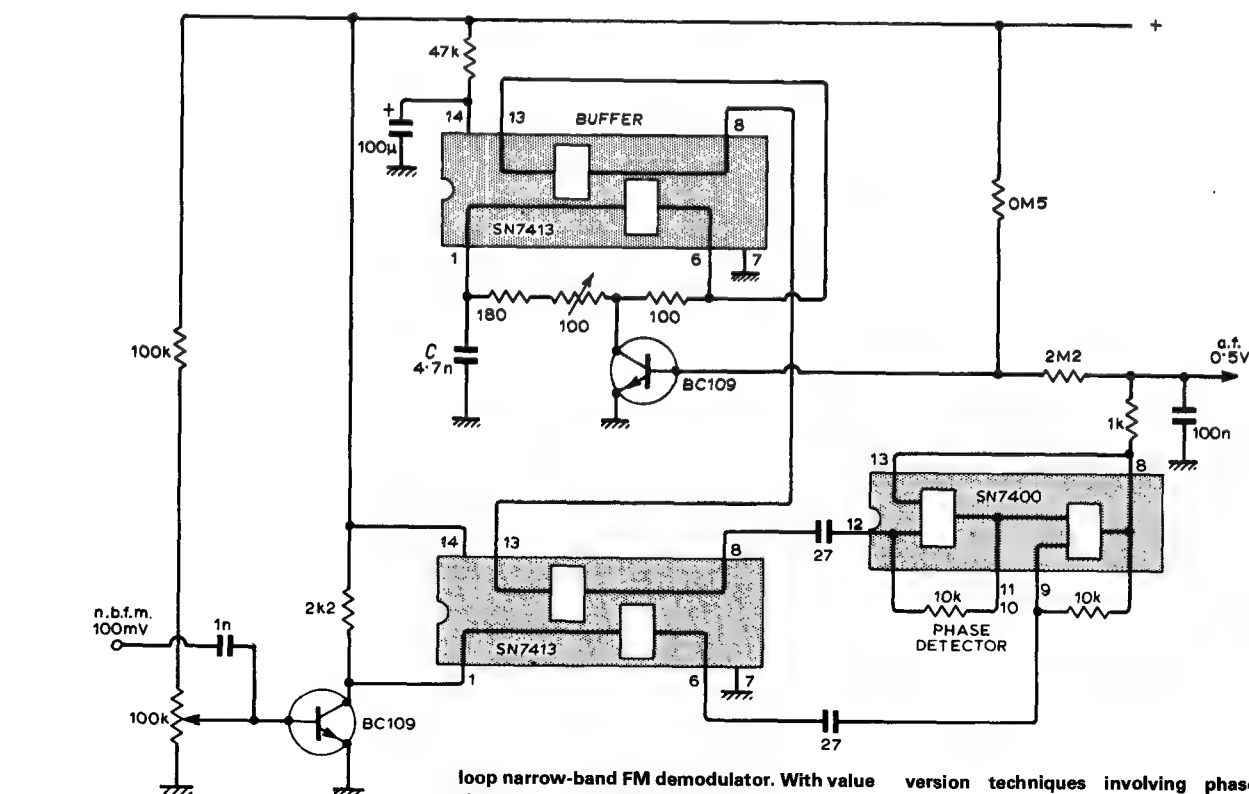 +
47k
+
100μ
14
13
BUFFER
8
SN7413
1
6
7
0M5
180
100
100
C
4·7n
BC109
100k
2M2
a.f.
0·5V
1k
100n
13
8
SN7400
12
27
11
10
9
10k
10k
PHASE
DETECTOR
14
13
8
SN7413
1
6
7
2k2
n.b.f.m.
100mV
1n
100k
BC109
27
loop narrow-band FM demodulator. With value
version techniques involving phase